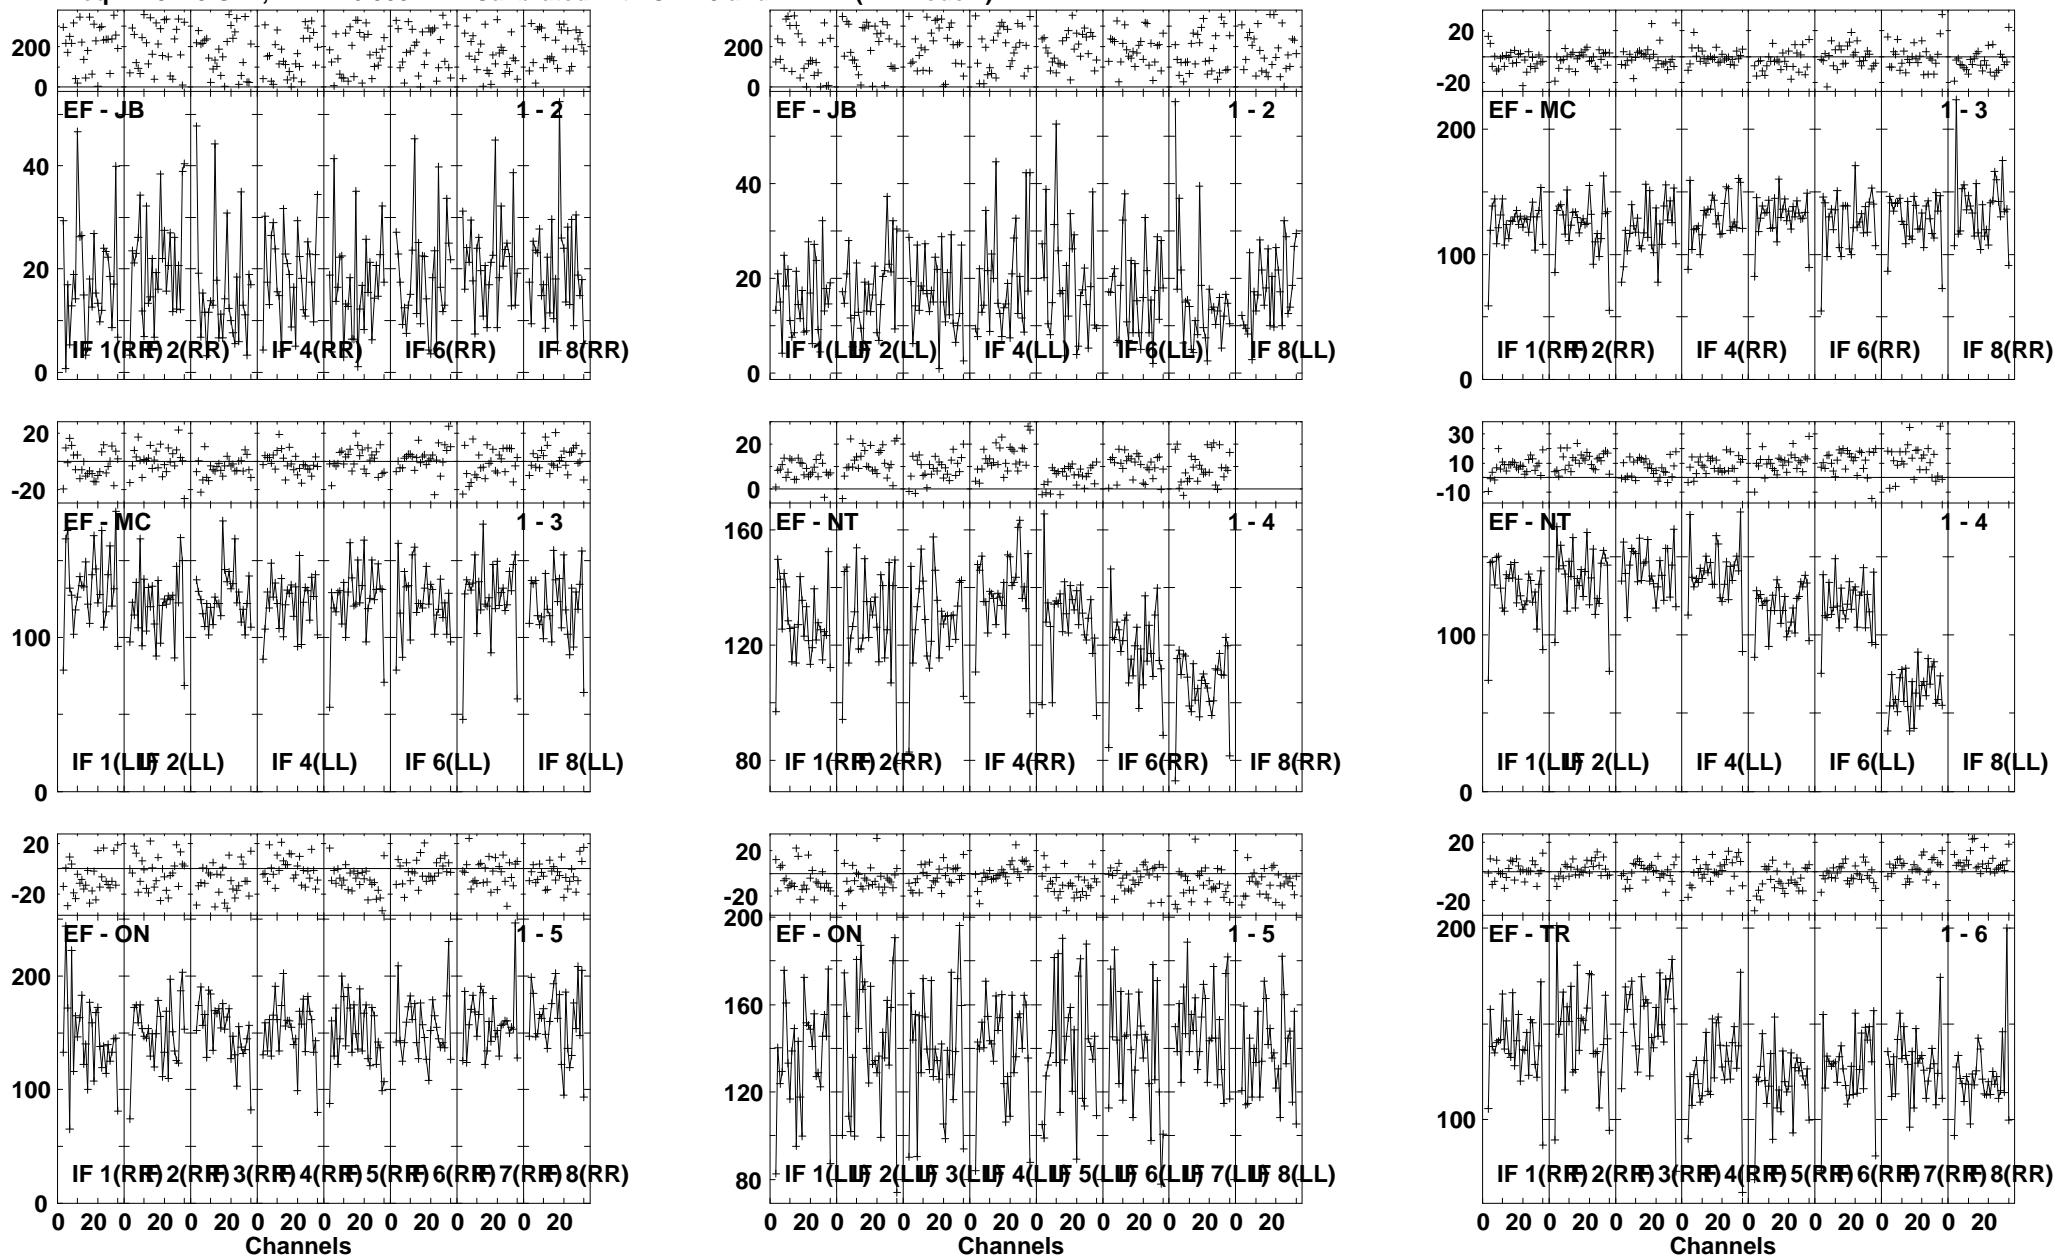 200
0
EF - JB
1 - 2
40
20
0
IF 1(RR) IF 2(RR) IF 4(RR) IF 6(RR) IF 8(RR)
200
0
EF - JB
1 - 2
40
20
0
IF 1(LL) IF 2(LL) IF 4(LL) IF 6(LL) IF 8(LL)
20
-20
EF - MC
1 - 3
200
100
0
IF 1(RR) IF 2(RR) IF 4(RR) IF 6(RR) IF 8(RR)
20
-20
EF - MC
1 - 3
100
0
IF 1(LL) IF 2(LL) IF 4(LL) IF 6(LL) IF 8(LL)
20
0
EF - NT
1 - 4
160
120
80
IF 1(RR) IF 2(RR) IF 4(RR) IF 6(RR) IF 8(RR)
30
10
-10
EF - NT
1 - 4
100
0
IF 1(LL) IF 2(LL) IF 4(LL) IF 6(LL) IF 8(LL)
20
-20
EF - ON
1 - 5
200
100
0
IF 1(RR) IF 2(RR) IF 3(RR) IF 4(RR) IF 5(RR) IF 6(RR) IF 7(RR) IF 8(RR)
0 20 0 20 0 20 0 20 0 20 0 20 0 20 0 20
Channels
20
-20
EF - ON
1 - 5
200
160
120
80
IF 1(LL) IF 2(LL) IF 3(LL) IF 4(LL) IF 5(LL) IF 6(LL) IF 7(LL) IF 8(LL)
0 20 0 20 0 20 0 20 0 20 0 20 0 20 0 20
Channels
20
-20
EF - TR
1 - 6
200
100
IF 1(RR) IF 2(RR) IF 3(RR) IF 4(RR) IF 5(RR) IF 6(RR) IF 7(RR) IF 8(RR)
0 20 0 20 0 20 0 20 0 20 0 20 0 20 0 20
Channels